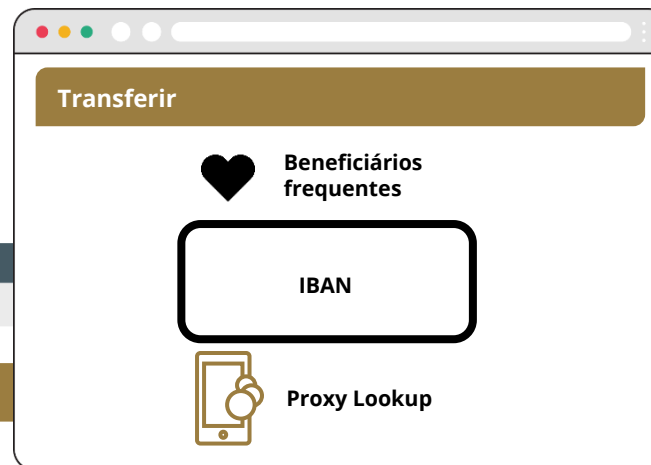 Transferir
Beneficiários
frequentes
IBAN
Proxy Lookup